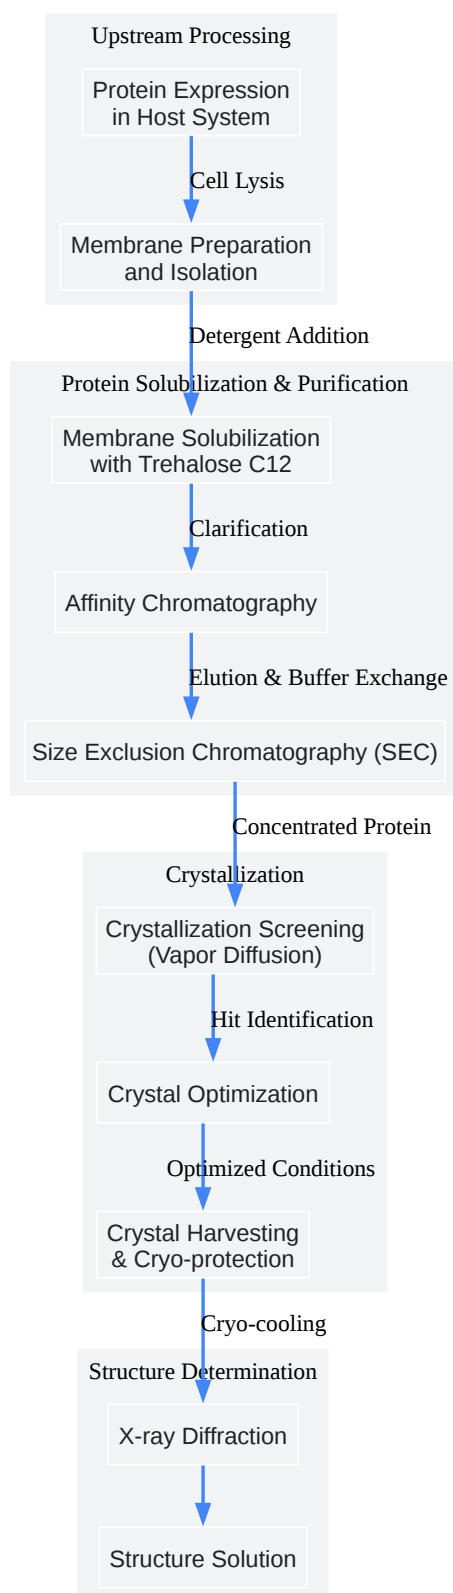 Upstream Processing
Protein Expression
in Host System
Cell Lysis
Membrane Preparation
and Isolation
Detergent Addition
Protein Solubilization & Purification
Membrane Solubilization
with Trehalose C12
Clarification
Affinity Chromatography
Elution & Buffer Exchange
Size Exclusion Chromatography (SEC)
Concentrated Protein
Crystallization
Crystallization Screening
(Vapor Diffusion)
Hit Identification
Crystal Optimization
Optimized Conditions
Crystal Harvesting
& Cryo-protection
Cryo-cooling
Structure Determination
X-ray Diffraction
Structure Solution